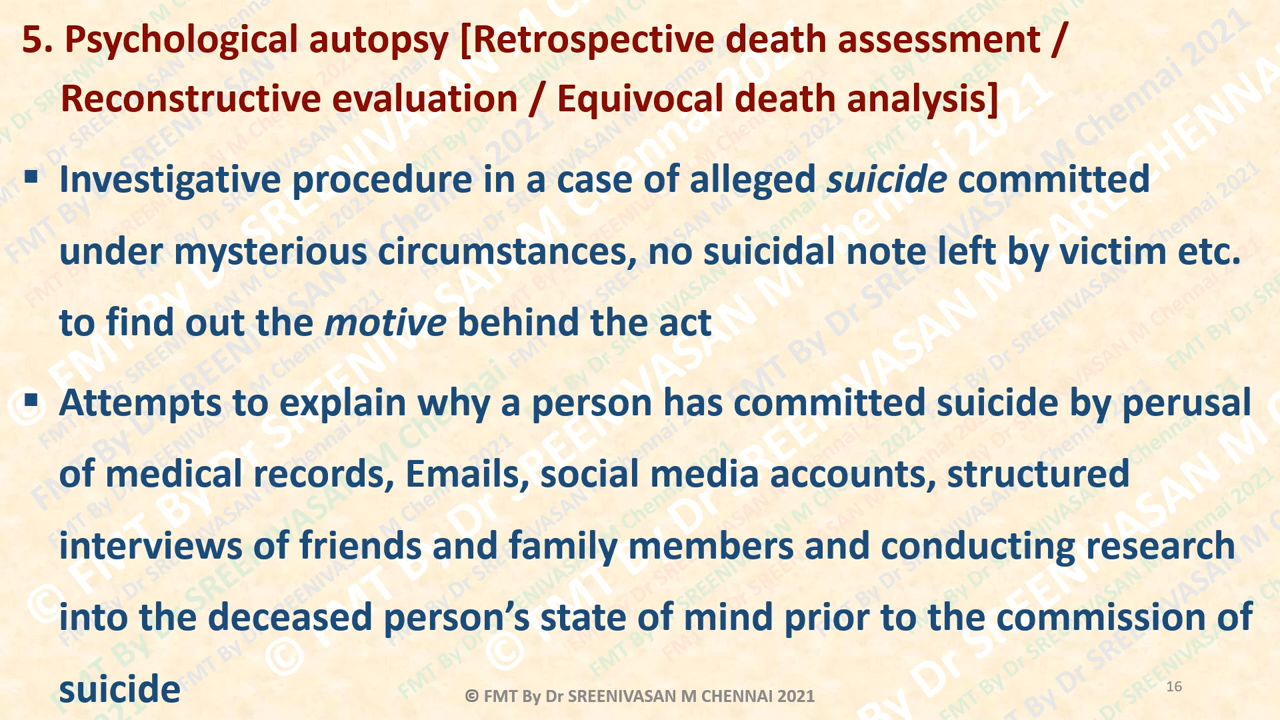 5. Psychological autopsy [Retrospective death assessment /
Reconstructive evaluation / Equivocal death analysis]
▪ Investigative procedure in a case of alleged suicide committed
under mysterious circumstances, no suicidal note left by victim etc.
to find out the motive behind the act
▪ Attempts to explain why a person has committed suicide by perusal
of medical records, Emails, social media accounts, structured
interviews of friends and family members and conducting research
into the deceased person’s state of mind prior to the commission of
suicide
© FMT By Dr SREENIVASAN M CHENNAI 2021
16